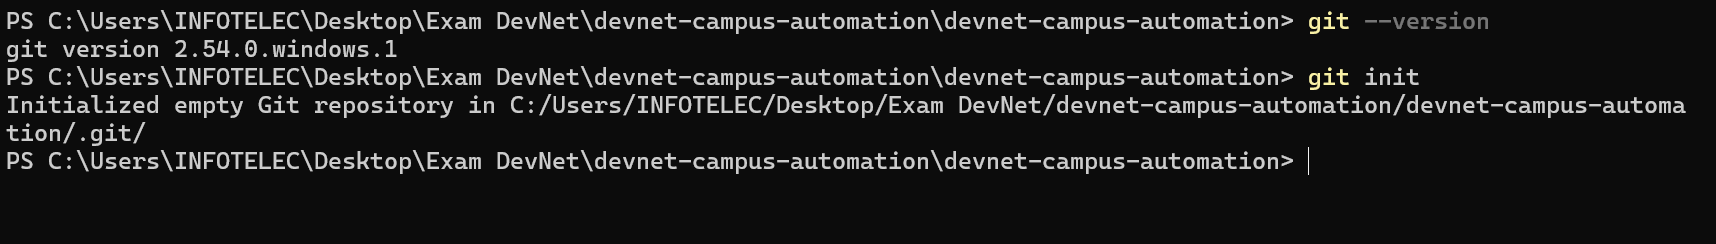 PS C:\Users\INFOTELEC\Desktop\Exam DevNet\devnet-campus-automation\devnet-campus-automation> git --version
git version 2.54.0.windows.1
PS C:\Users\INFOTELEC\Desktop\Exam DevNet\devnet-campus-automation\devnet-campus-automation> git init
Initialized empty Git repository in C:/Users/INFOTELEC/Desktop/Exam DevNet/devnet-campus-automation/devnet-campus-automa
tion/.git/
PS C:\Users\INFOTELEC\Desktop\Exam DevNet\devnet-campus-automation\devnet-campus-automation>